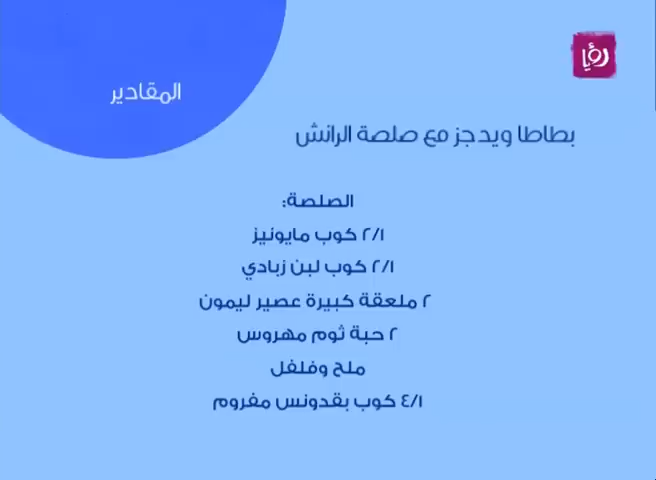 رؤيا
المقادير
بطاطا ويدجز مع صلصة الرانش
الصلصة:
٢/١ كوب مايونيز
٢/١ كوب لبن زبادي
٢ ملعقة كبيرة عصير ليمون
٢ حبة ثوم مهروس
ملح وفلفل
٤/١ كوب بقدونس مفروم